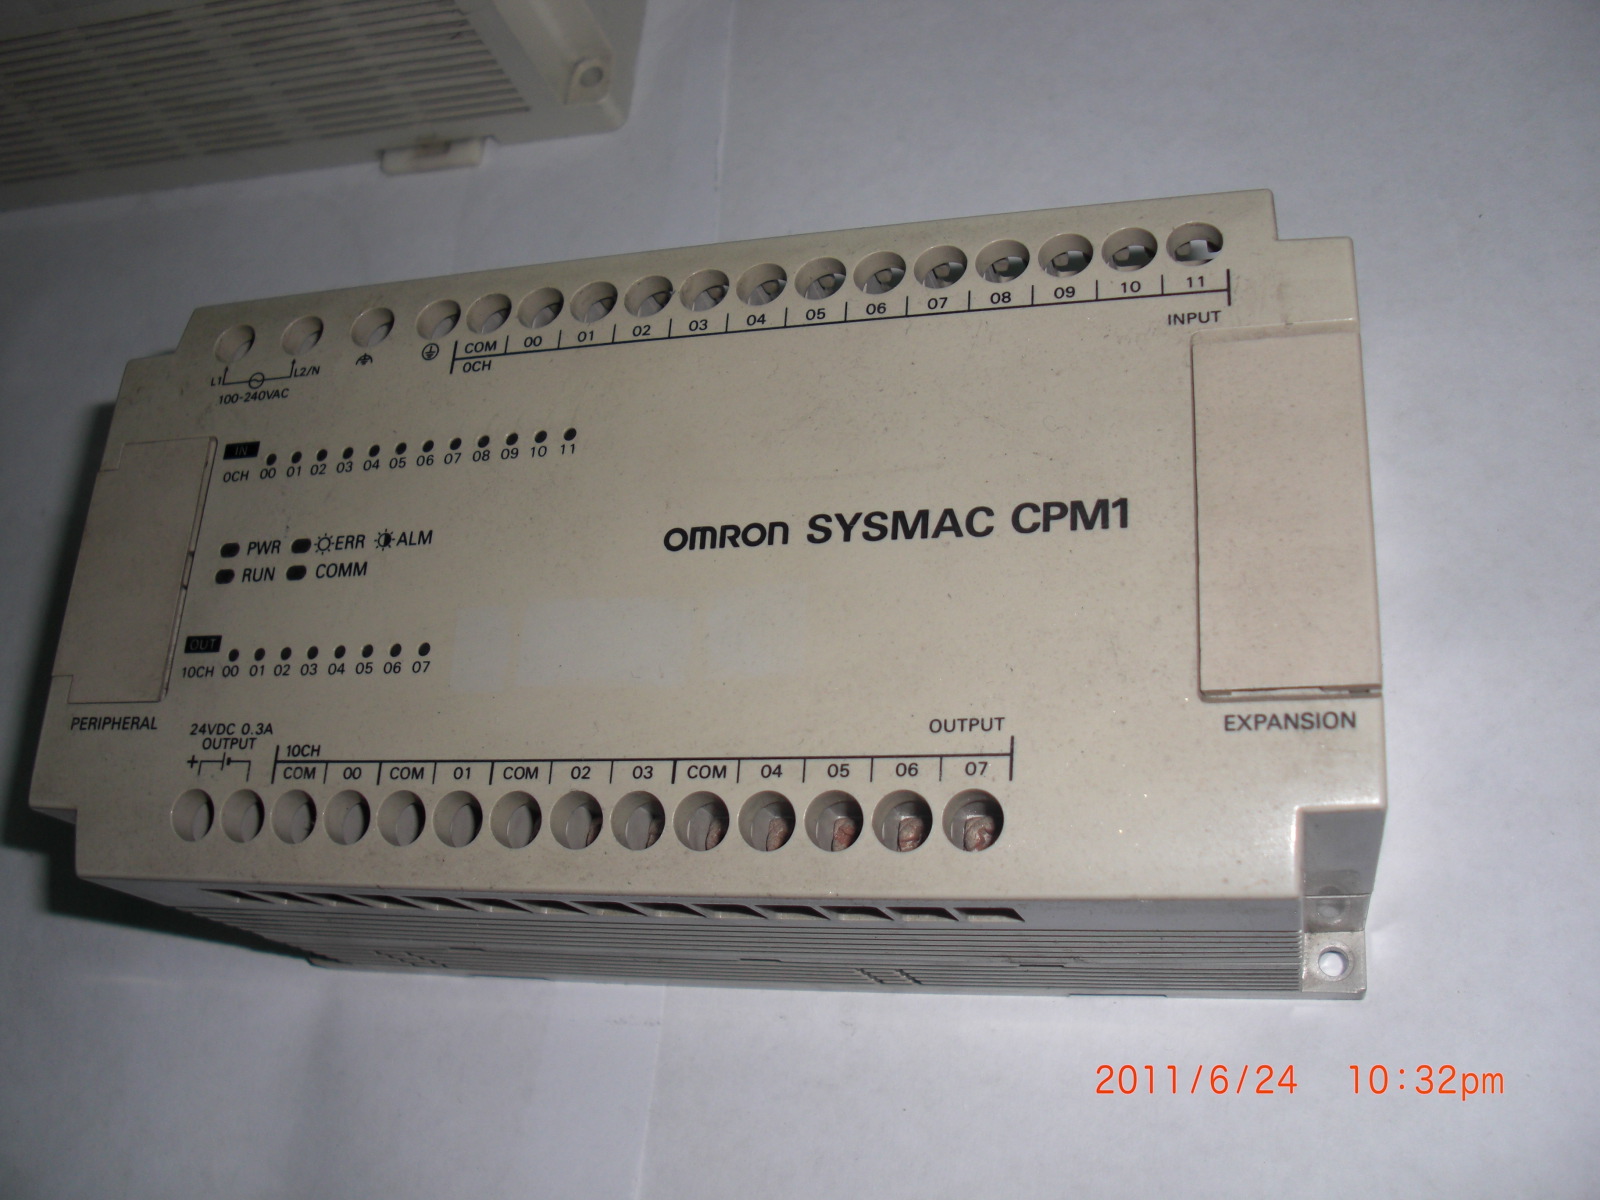 COM 00 01 02 03 04 05 06 07 08 09 10 11
0CH
INPUT
L1 L2/N
100-240VAC
IN
0CH 00 01 02 03 04 05 06 07 08 09 10 11
PWR ERR ALM
RUN COMM
OMRON SYSMAC CPM1
OUT
10CH 00 01 02 03 04 05 06 07
PERIPHERAL
EXPANSION
24VDC 0.3A
OUTPUT
+ -
OUTPUT
10CH
COM 00 COM 01 COM 02 03 COM 04 05 06 07
2011/6/24 10:32pm